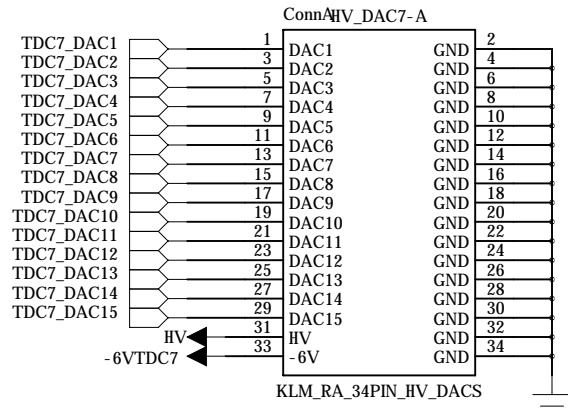 ConnA HV_DAC7-A
TDC7_DAC1 1 DAC1 GND 2
TDC7_DAC2 3 DAC2 GND 4
TDC7_DAC3 5 DAC3 GND 6
TDC7_DAC4 7 DAC4 GND 8
TDC7_DAC5 9 DAC5 GND 10
TDC7_DAC6 11 DAC6 GND 12
TDC7_DAC7 13 DAC7 GND 14
TDC7_DAC8 15 DAC8 GND 16
TDC7_DAC9 17 DAC9 GND 18
TDC7_DAC10 19 DAC10 GND 20
TDC7_DAC11 21 DAC11 GND 22
TDC7_DAC12 23 DAC12 GND 24
TDC7_DAC13 25 DAC13 GND 26
TDC7_DAC14 27 DAC14 GND 28
TDC7_DAC15 29 DAC15 GND 30
HV 31 HV GND 32
-6VTDC7 33 -6V GND 34
KLM_RA_34PIN_HV_DACS